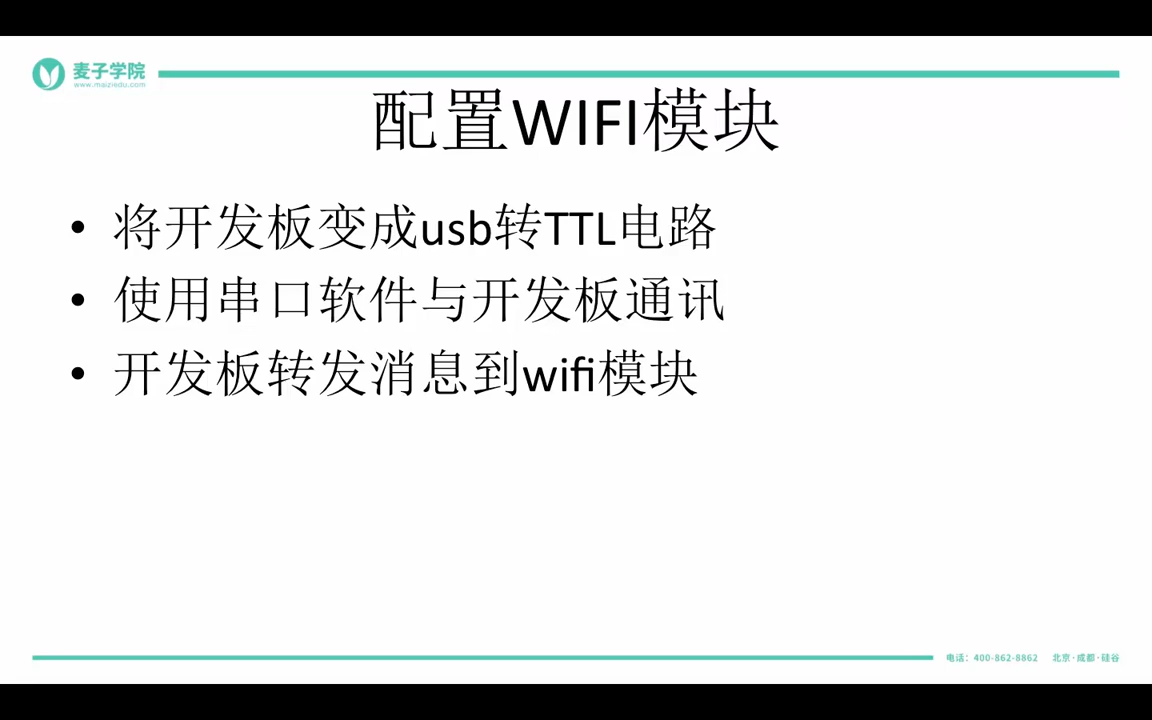 麦子学院
www.maiziedu.com
配置WIFI模块
• 将开发板变成usb转TTL电路
• 使用串口软件与开发板通讯
• 开发板转发消息到wifi模块
电话：400-862-8862 北京·成都·硅谷